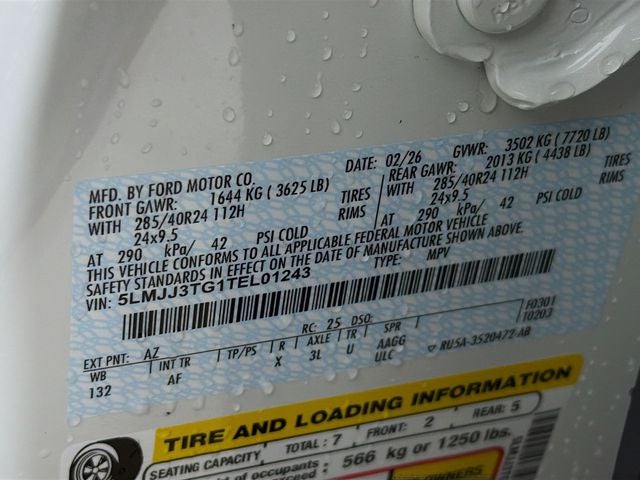 MFD. BY FORD MOTOR CO.
DATE: 02/26 GVWR: 3502 KG (7720 LB)
FRONT GAWR: 1644 KG (3625 LB)
REAR GAWR: 2013 KG (4438 LB)
WITH 285/40R24 112H TIRES
WITH 285/40R24 112H TIRES
24x9.5 RIMS
24x9.5 RIMS
AT 290 kPa/ 42 PSI COLD
AT 290 kPa/ 42 PSI COLD
THIS VEHICLE CONFORMS TO ALL APPLICABLE FEDERAL MOTOR VEHICLE
SAFETY STANDARDS IN EFFECT ON THE DATE OF MANUFACTURE SHOWN ABOVE.
VIN: 5LMJJ3TG1TEL01243
TYPE: MPV
F0301
T0203
EXT PNT: AZ RC: 25 DSO:
WB INT TR TP/PS R AXLE TR SPR
132 AF X 3L U AAGG
ULC
▽ RU5A-3520472-AB
TIRE AND LOADING INFORMATION
SEATING CAPACITY TOTAL: 7 FRONT: 2 REAR: 5
of occupants
566 kg or 1250 lbs.
OWNERS